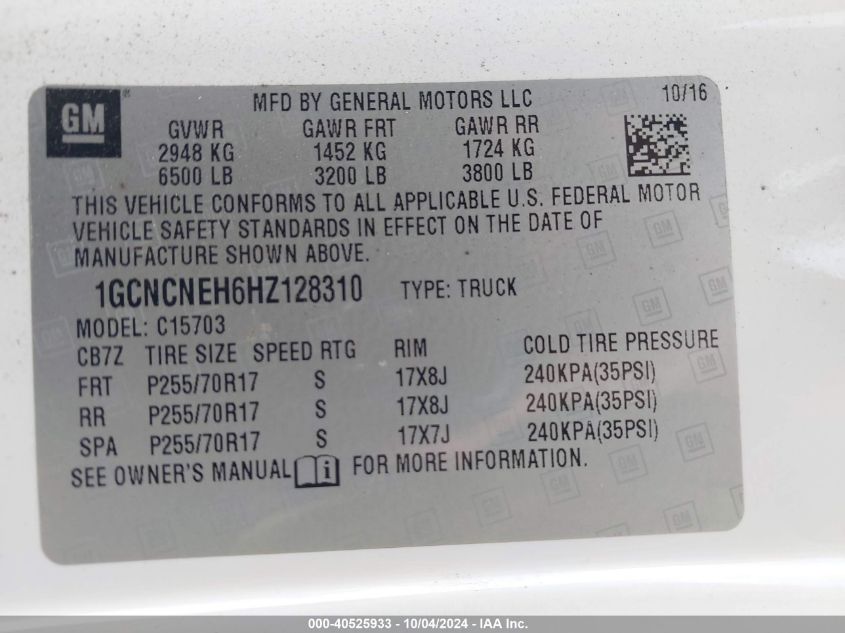 GM
MFD BY GENERAL MOTORS LLC 10/16
GVWR GAWR FRT GAWR RR
2948 KG 1452 KG 1724 KG
6500 LB 3200 LB 3800 LB
THIS VEHICLE CONFORMS TO ALL APPLICABLE U.S. FEDERAL MOTOR
VEHICLE SAFETY STANDARDS IN EFFECT ON THE DATE OF
MANUFACTURE SHOWN ABOVE.
1GCNCNEH6HZ128310 TYPE: TRUCK
MODEL: C15703
CB7Z TIRE SIZE SPEED RTG RIM COLD TIRE PRESSURE
FRT P255/70R17 S 17X8J 240KPA(35PSI)
RR P255/70R17 S 17X8J 240KPA(35PSI)
SPA P255/70R17 S 17X7J 240KPA(35PSI)
SEE OWNER'S MANUAL i FOR MORE INFORMATION.
000-40525933 - 10/04/2024 - IAA Inc.